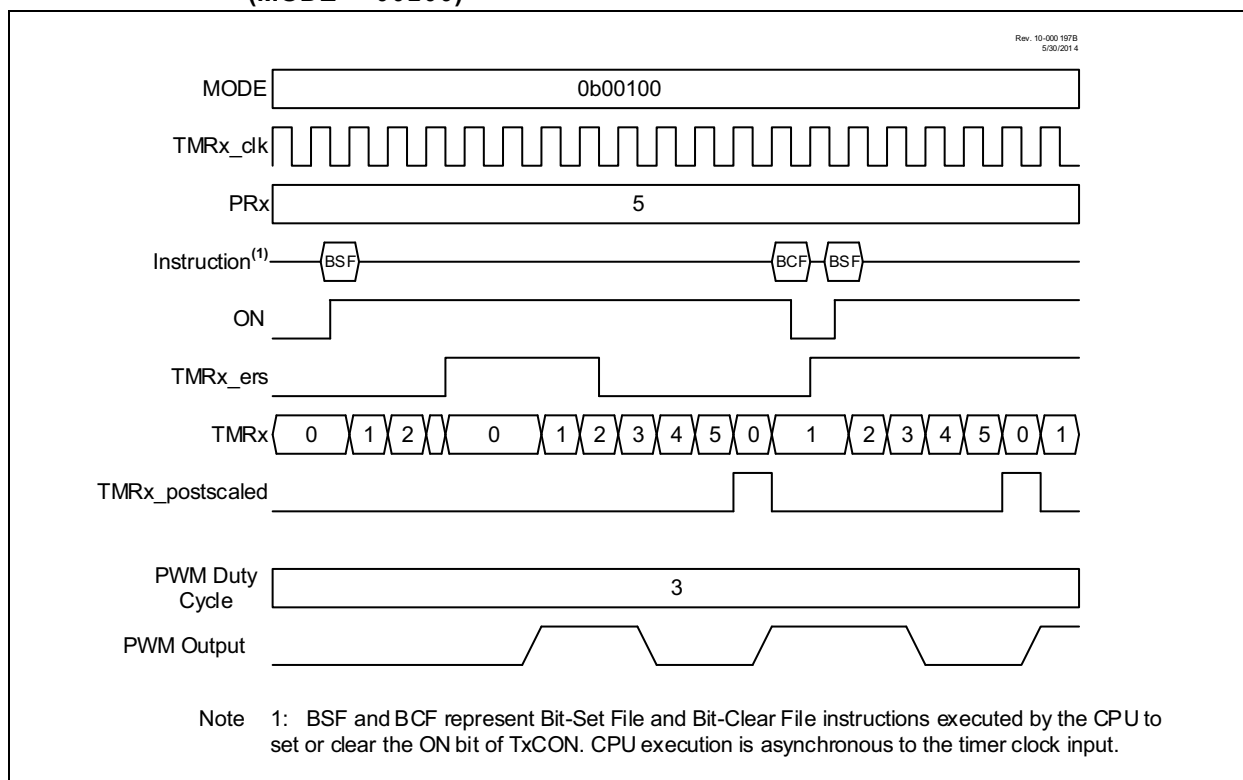 (MODE = 00100)
Rev. 10-000 197B
5/30/201 4
MODE
0b00100
TMRx_clk
PRx
5
Instruction(1)
BSF
BCF
BSF
ON
TMRx_ers
TMRx
0 1 2 0 1 2 3 4 5 0 1 2 3 4 5 0 1
TMRx_postscaled
PWM Duty
Cycle
3
PWM Output
Note 1: BSF and BCF represent Bit-Set File and Bit-Clear File instructions executed by the CPU to
set or clear the ON bit of TxCON. CPU execution is asynchronous to the timer clock input.